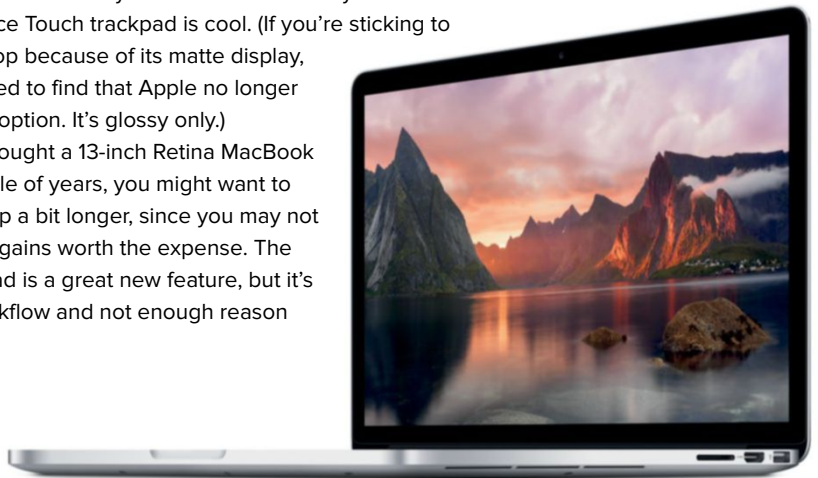 ce Touch trackpad is cool. (If you’re sticking to
op because of its matte display,
ed to find that Apple no longer
option. It’s glossy only.)
ought a 13-inch Retina MacBook
le of years, you might want to
p a bit longer, since you may not
gains worth the expense. The
ad is a great new feature, but it’s
kflow and not enough reason